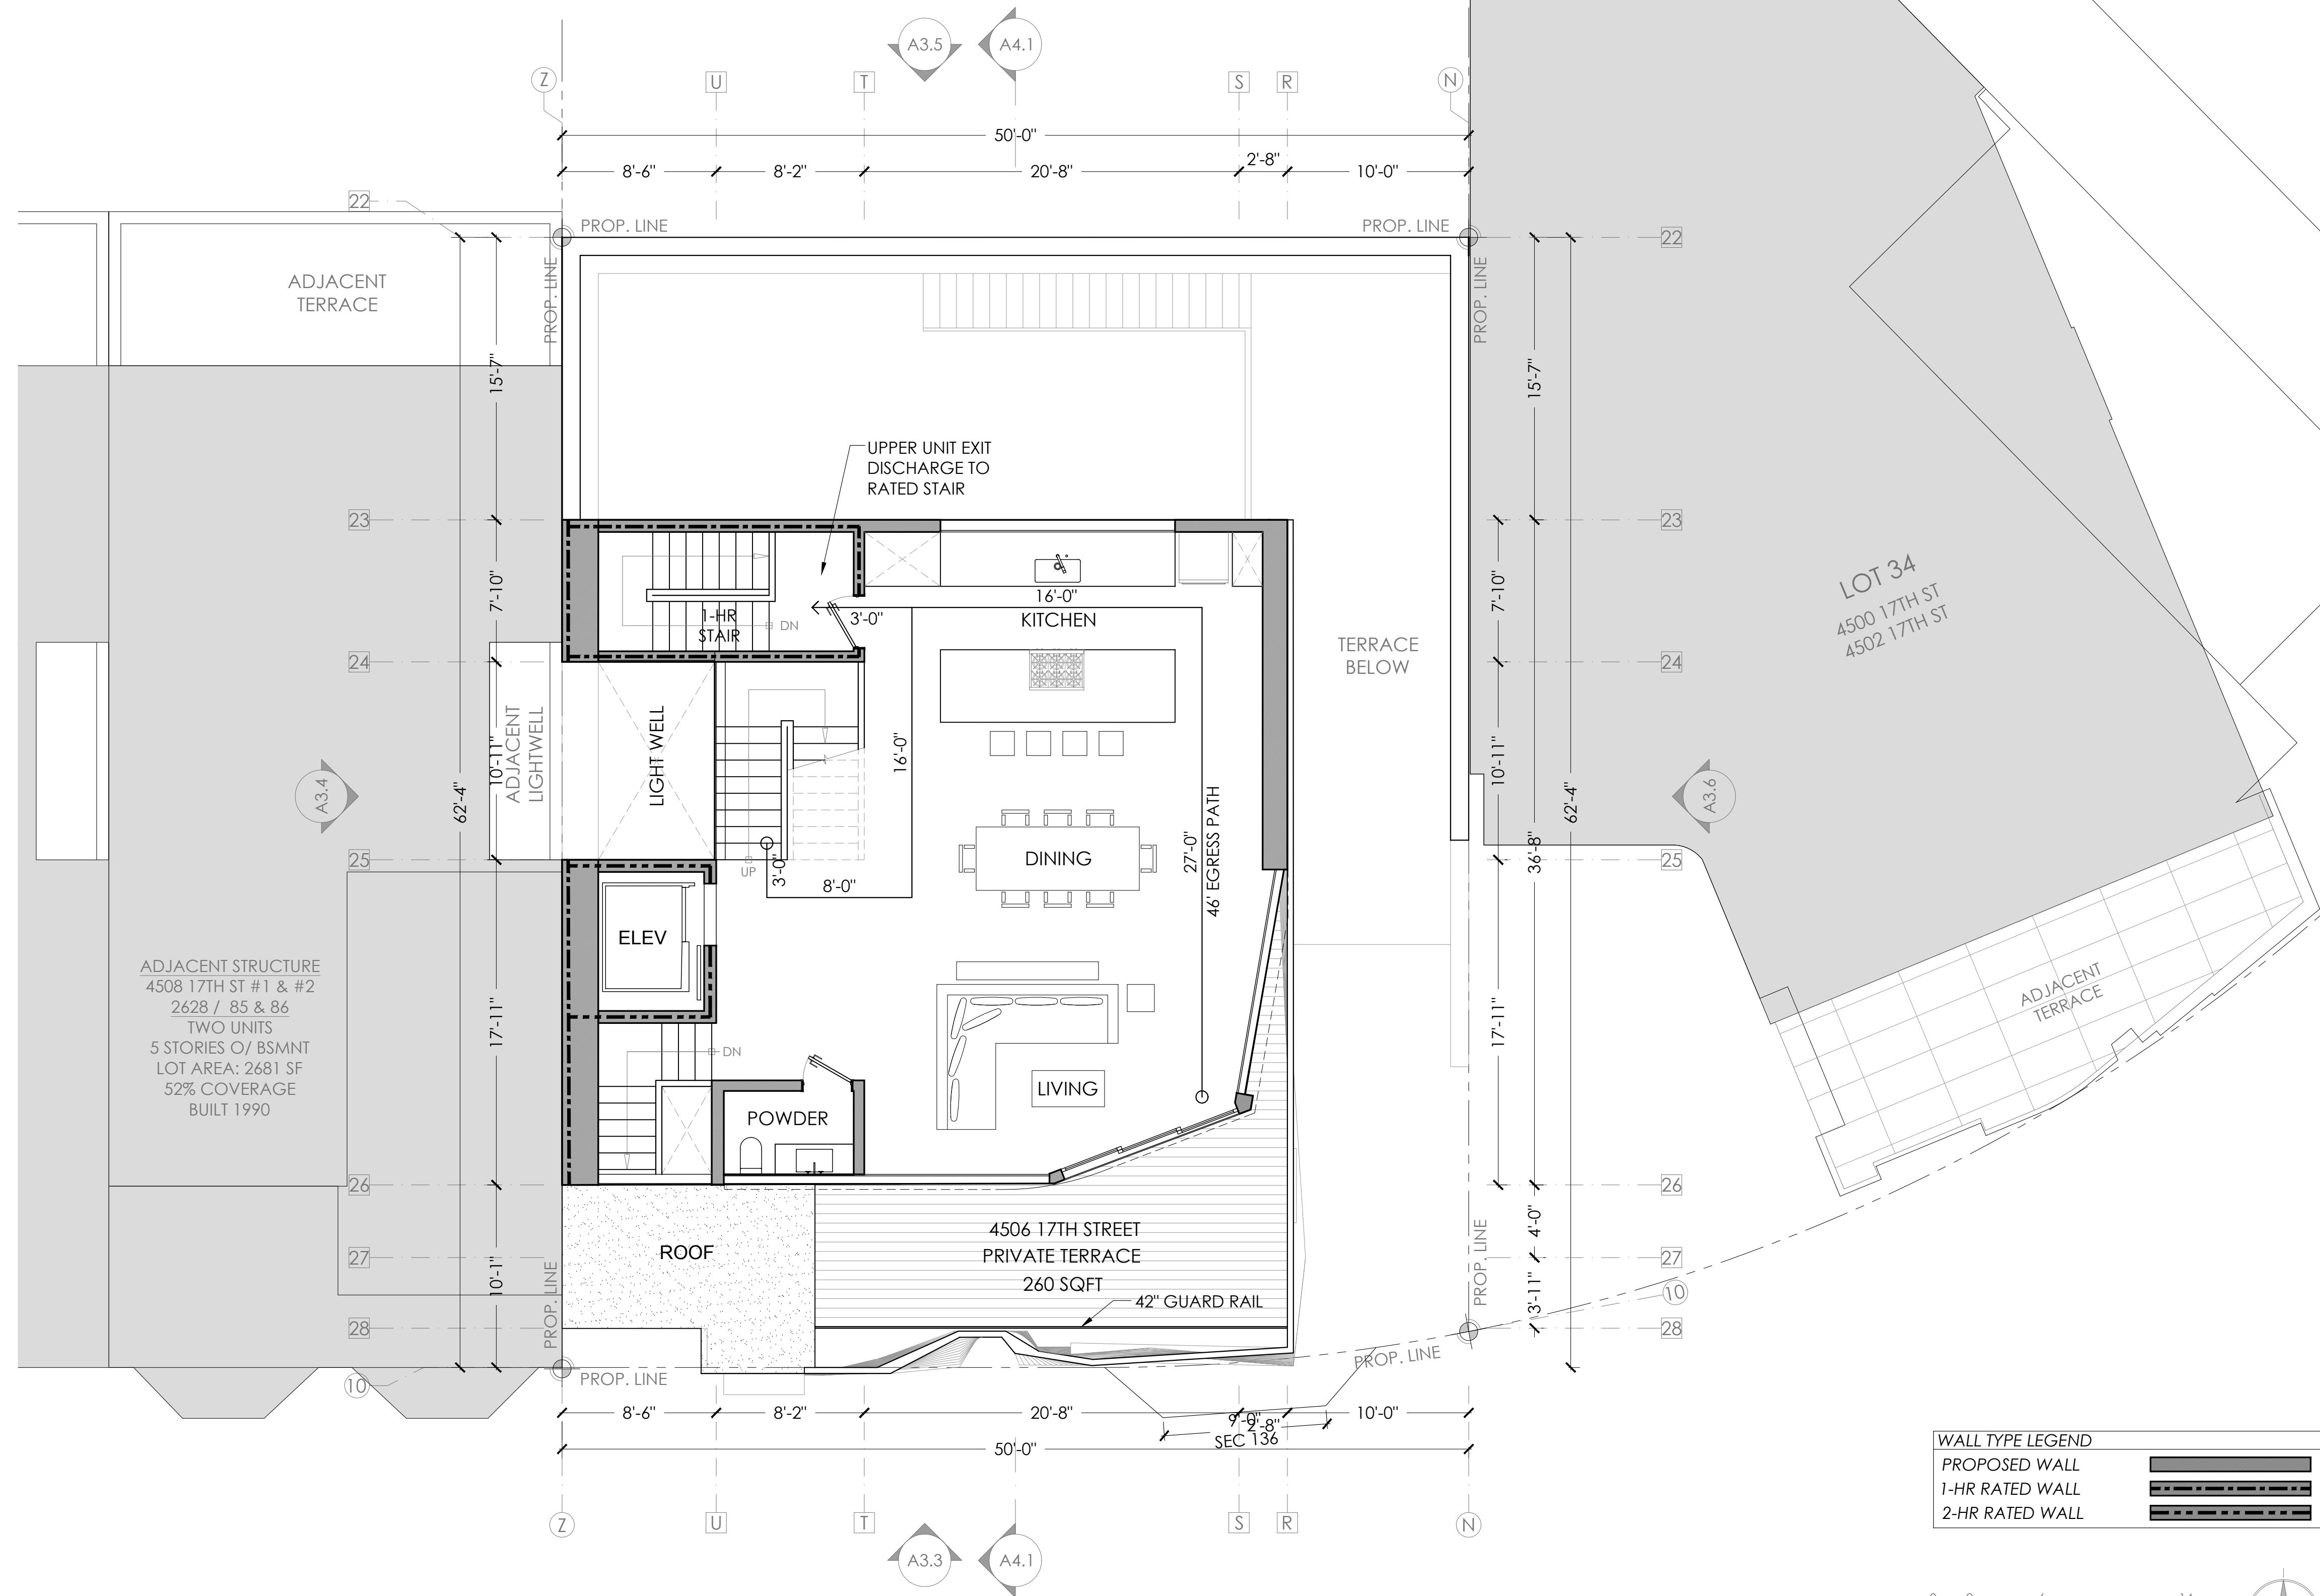 A3.5
A4.1
Z
U
T
S
R
N
50'-0"
8'-6"
8'-2"
20'-8"
2'-8"
10'-0"
22
PROP. LINE
PROP. LINE
22
ADJACENT
TERRACE
PROP. LINE
PROP. LINE
15'-7"
15'-7"
UPPER UNIT EXIT
DISCHARGE TO
RATED STAIR
23
23
LOT 34
4500 17TH ST
4502 17TH ST
7'-10"
7'-10"
1-HR
STAIR
DN
3'-0"
16'-0"
KITCHEN
TERRACE
BELOW
24
24
ADJACENT
LIGHTWELL
10'-11"
LIGHT WELL
16'-0"
10'-11"
A3.4
62'-4"
62'-4"
A3.6
36'-8"
25
25
UP
3'-0"
8'-0"
DINING
27'-0"
46' EGRESS PATH
ELEV
ADJACENT STRUCTURE
4508 17TH ST #1 & #2
2628 / 85 & 86
TWO UNITS
5 STORIES O/ BSMNT
LOT AREA: 2681 SF
52% COVERAGE
BUILT 1990
17'-11"
17'-11"
DN
POWDER
LIVING
ADJACENT
TERRACE
26
26
ROOF
4506 17TH STREET
PRIVATE TERRACE
260 SQFT
42" GUARD RAIL
4'-0"
27
27
10'-1"
3'-11"
10
PROP. LINE
PROP. LINE
28
28
10
PROP. LINE
PROP. LINE
8'-6"
8'-2"
20'-8"
9'-0"
2'-8"
SEC 136
10'-0"
50'-0"
Z
U
T
S
R
N
A3.3
A4.1
WALL TYPE LEGEND
PROPOSED WALL
1-HR RATED WALL
2-HR RATED WALL